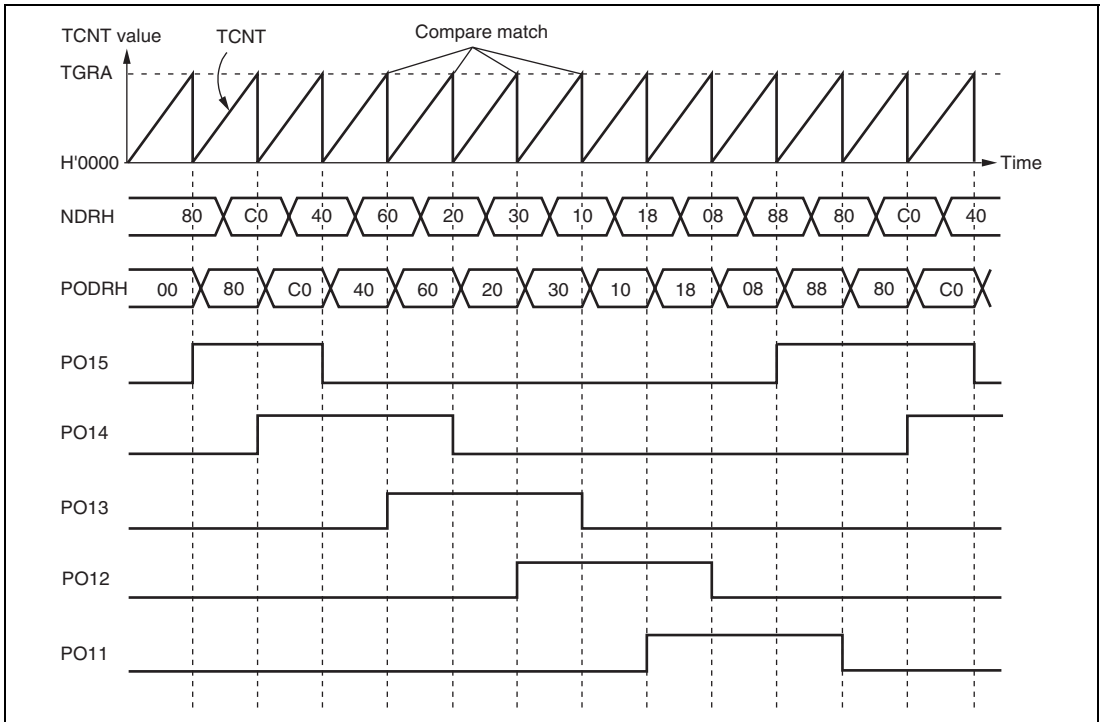 TCNT value
TCNT
Compare match
TGRA
H'0000
Time
NDRH 80 C0 40 60 20 30 10 18 08 88 80 C0 40
PODRH 00 80 C0 40 60 20 30 10 18 08 88 80 C0
PO15
PO14
PO13
PO12
PO11